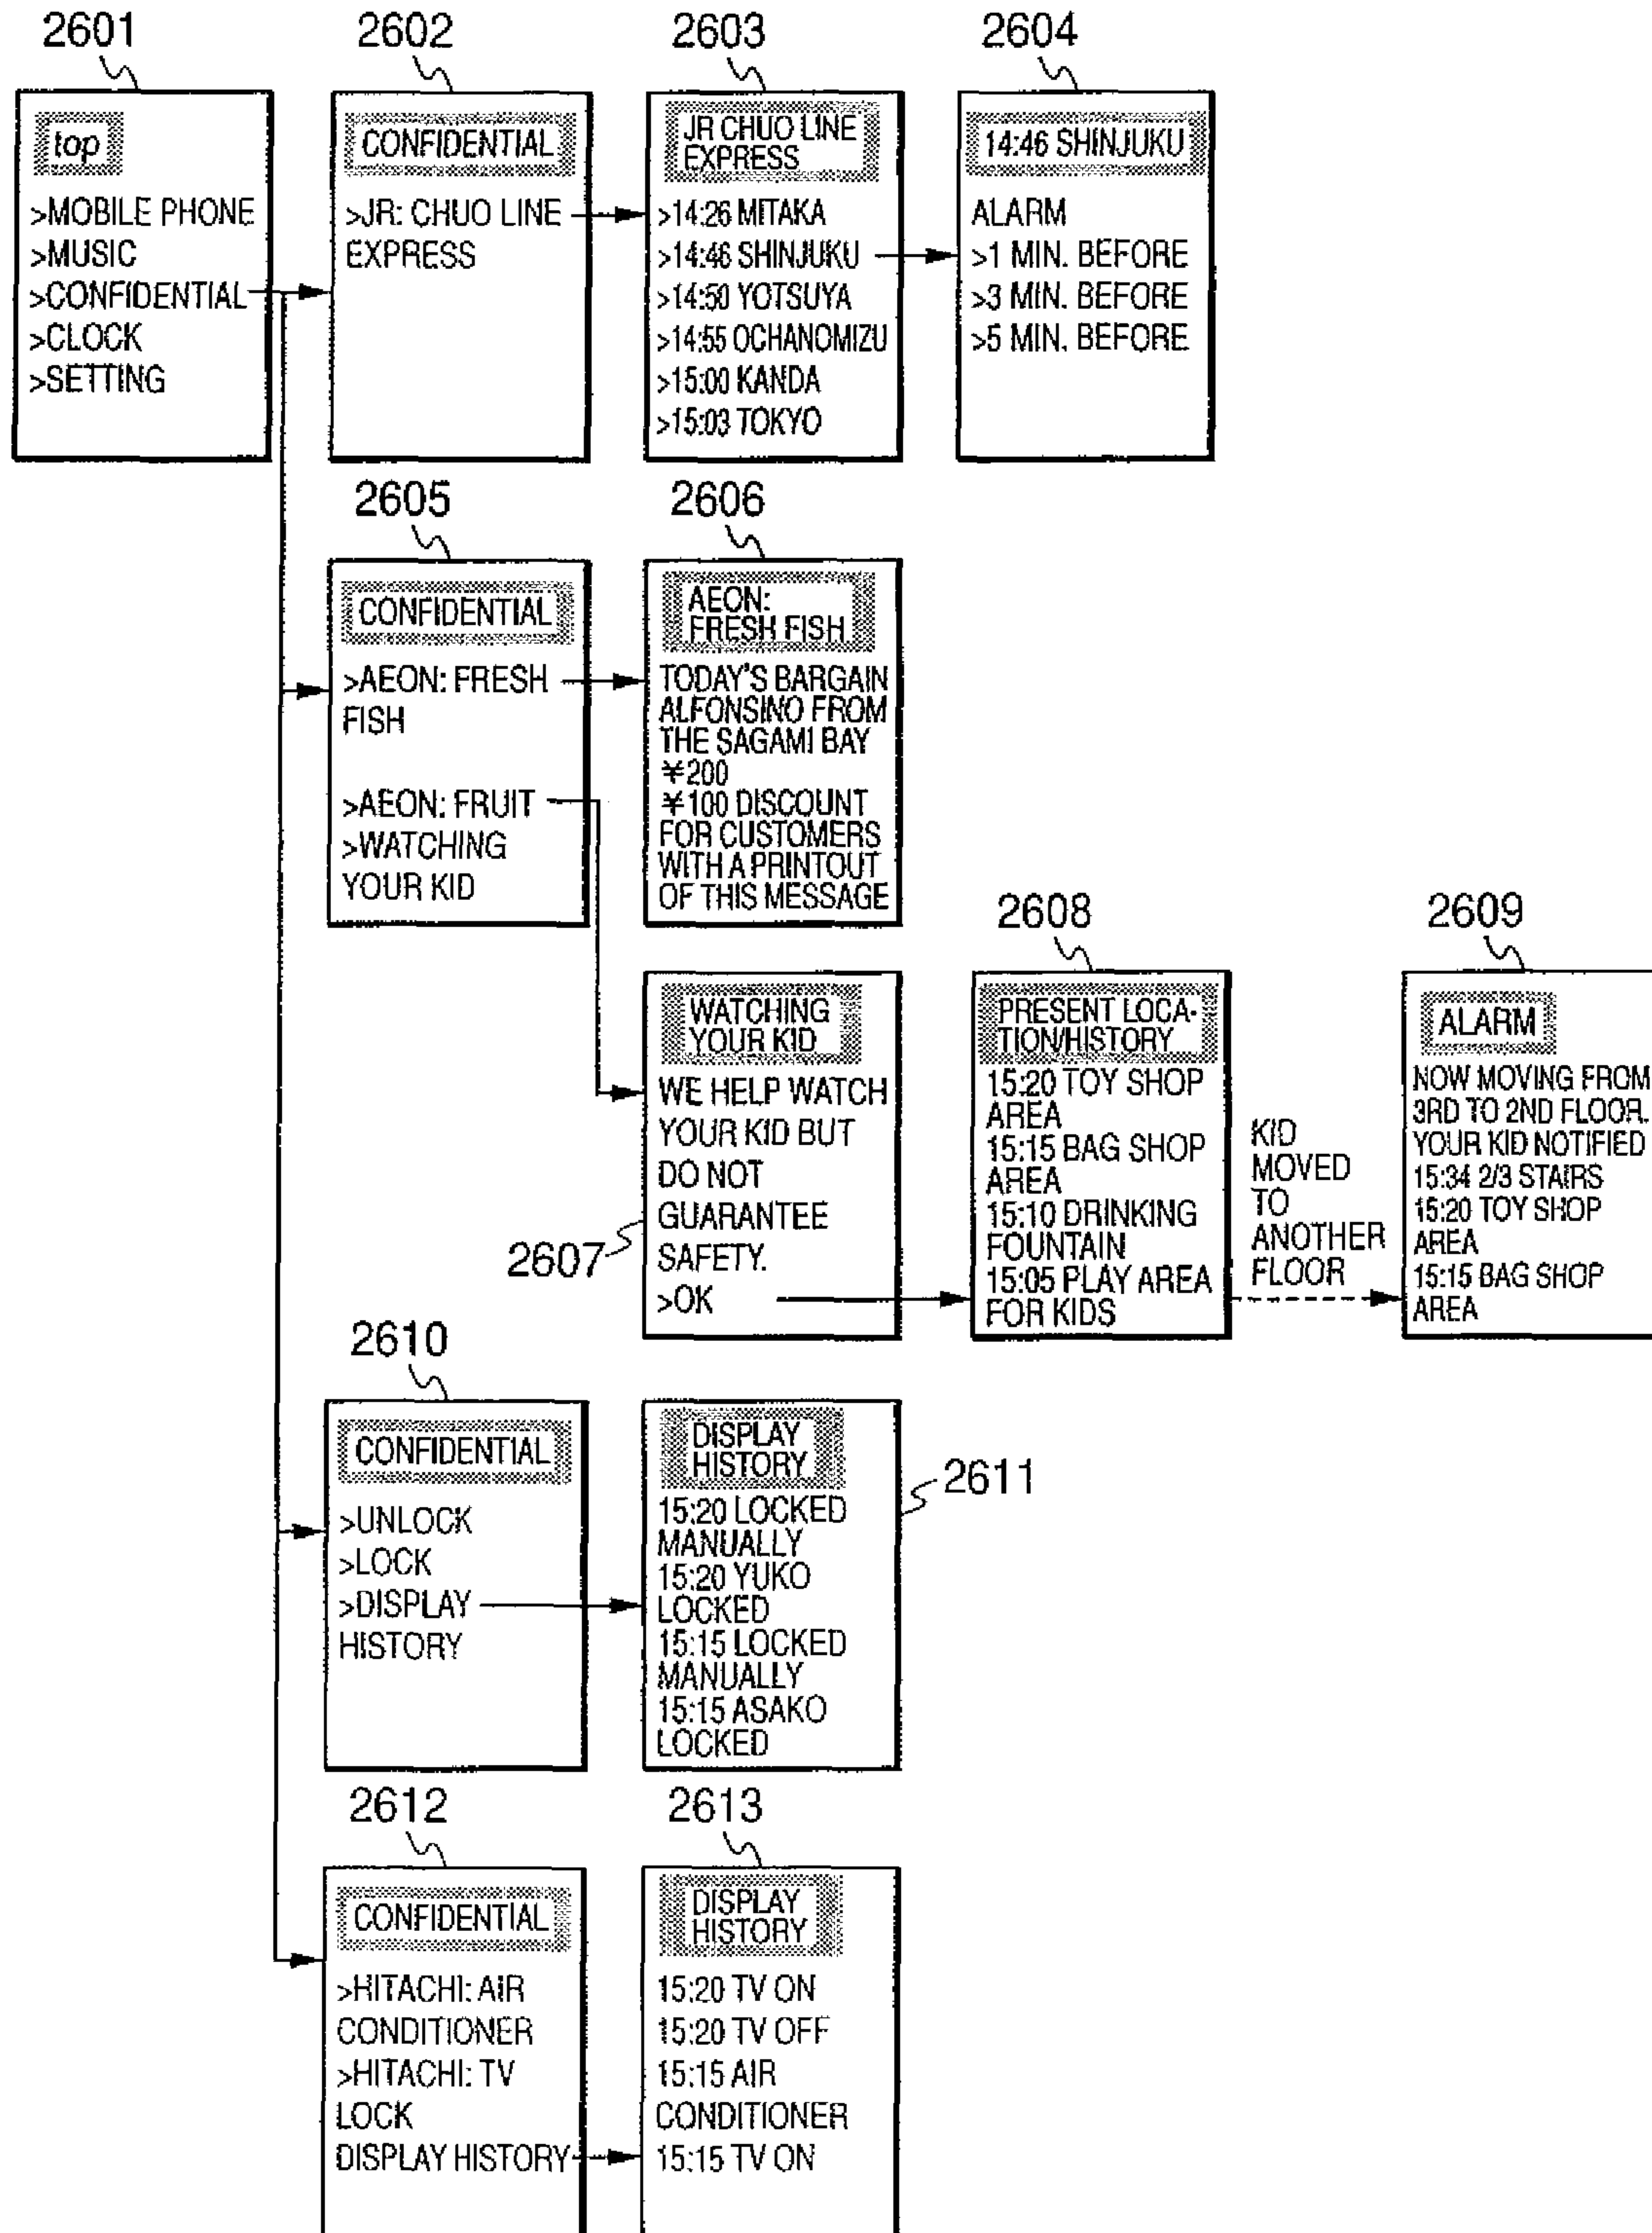 2601
2602
2603
2604
top
>MOBILE PHONE
>MUSIC
>CONFIDENTIAL
>CLOCK
>SETTING
CONFIDENTIAL
>JR: CHUO LINE
EXPRESS
JR CHUO LINE
EXPRESS
>14:26 MITAKA
>14:46 SHINJUKU
>14:50 YOTSUYA
>14:55 OCHANOMIZU
>15:00 KANDA
>15:03 TOKYO
14:46 SHINJUKU
ALARM
>1 MIN. BEFORE
>3 MIN. BEFORE
>5 MIN. BEFORE
2605
2606
CONFIDENTIAL
>AEON: FRESH
FISH
>AEON: FRUIT
>WATCHING
YOUR KID
AEON:
FRESH FISH
TODAY'S BARGAIN
ALFONSINO FROM
THE SAGAMI BAY
¥200
¥100 DISCOUNT
FOR CUSTOMERS
WITH A PRINTOUT
OF THIS MESSAGE
2607
WATCHING
YOUR KID
WE HELP WATCH
YOUR KID BUT
DO NOT
GUARANTEE
SAFETY.
>OK
2608
PRESENT LOCA-
TION/HISTORY
15:20 TOY SHOP
AREA
15:15 BAG SHOP
AREA
15:10 DRINKING
FOUNTAIN
15:05 PLAY AREA
FOR KIDS
KID
MOVED
TO
ANOTHER
FLOOR
2609
ALARM
NOW MOVING FROM
3RD TO 2ND FLOOR.
YOUR KID NOTIFIED
15:34 2/3 STAIRS
15:20 TOY SHOP
AREA
15:15 BAG SHOP
AREA
2610
CONFIDENTIAL
>UNLOCK
>LOCK
>DISPLAY
HISTORY
2611
DISPLAY
HISTORY
15:20 LOCKED
MANUALLY
15:20 YUKO
LOCKED
15:15 LOCKED
MANUALLY
15:15 ASAKO
LOCKED
2612
2613
CONFIDENTIAL
>HITACHI: AIR
CONDITIONER
>HITACHI: TV
LOCK
DISPLAY HISTORY
DISPLAY
HISTORY
15:20 TV ON
15:20 TV OFF
15:15 AIR
CONDITIONER
15:15 TV ON